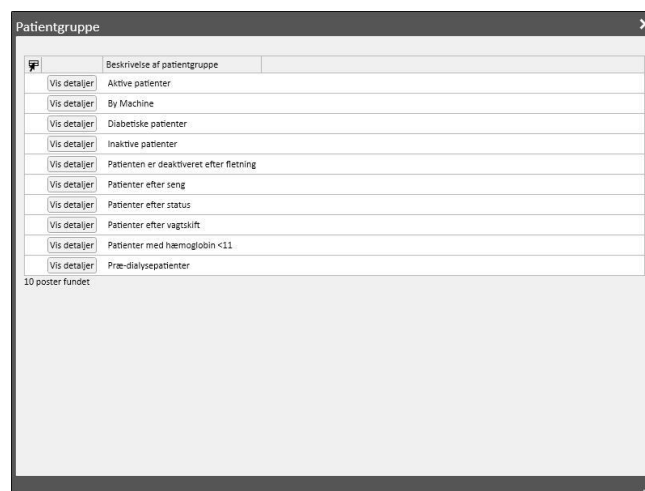 Patientgruppe
Beskrivelse af patientgruppe
Vis detaljer Aktive patienter
Vis detaljer By Machine
Vis detaljer Diabetiske patienter
Vis detaljer Inaktive patienter
Vis detaljer Patienten er deaktiveret efter fletning
Vis detaljer Patienter efter seng
Vis detaljer Patienter efter status
Vis detaljer Patienter efter vagtskift
Vis detaljer Patienter med hæmoglobin <11
Vis detaljer Præ-dialysepatienter
10 poster fundet